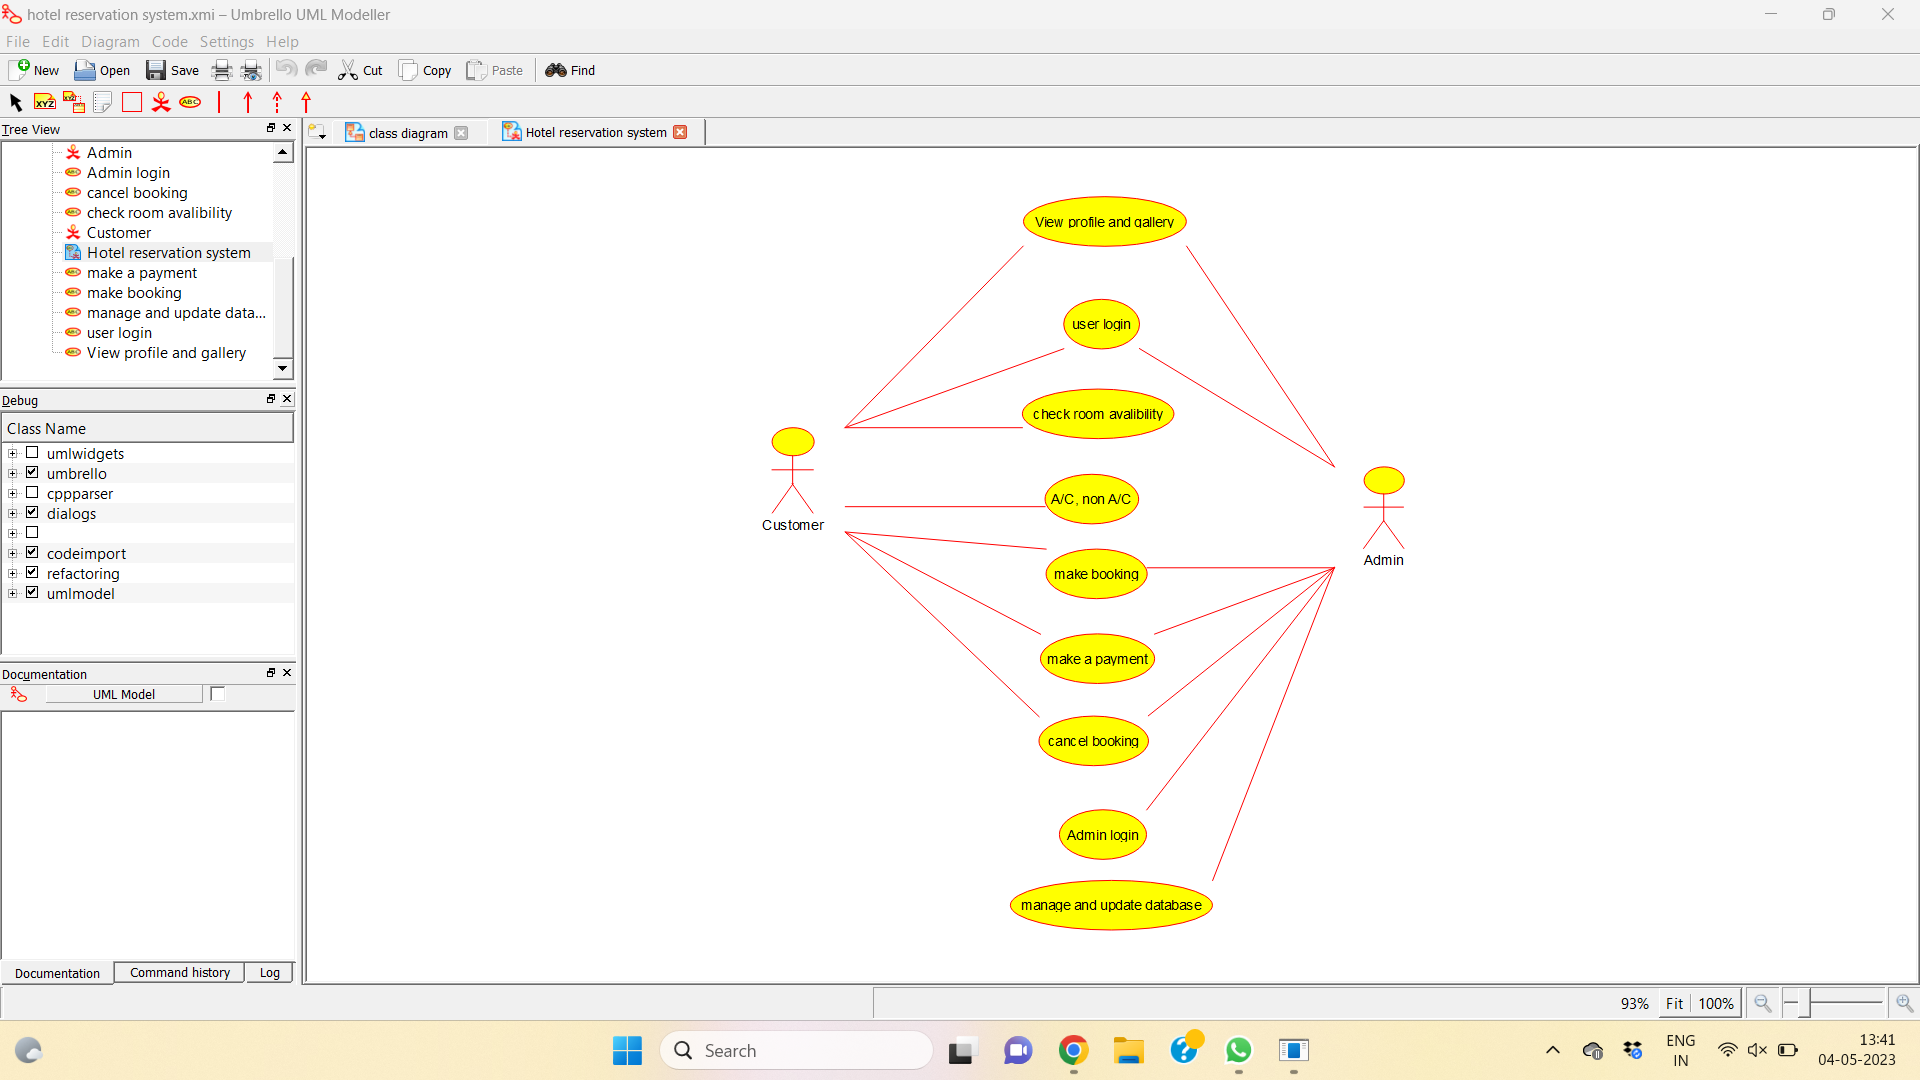 hotel reservation system.xmi – Umbrello UML Modeller
File Edit Diagram Code Settings Help
New Open Save Cut Copy Paste Find
XYZ XYZ ABC
Tree View
class diagram
Hotel reservation system
Admin
Admin login
cancel booking
check room avalibility
Customer
Hotel reservation system
make a payment
make booking
manage and update data...
user login
View profile and gallery
Debug
Class Name
umlwidgets
umbrello
cppparser
dialogs
codeimport
refactoring
umlmodel
Documentation
UML Model
Documentation Command history Log
View profile and gallery
user login
check room avalibility
A/C, non A/C
Customer
Admin
make booking
make a payment
cancel booking
Admin login
manage and update database
93% Fit 100%
Search
ENG
IN
13:41
04-05-2023